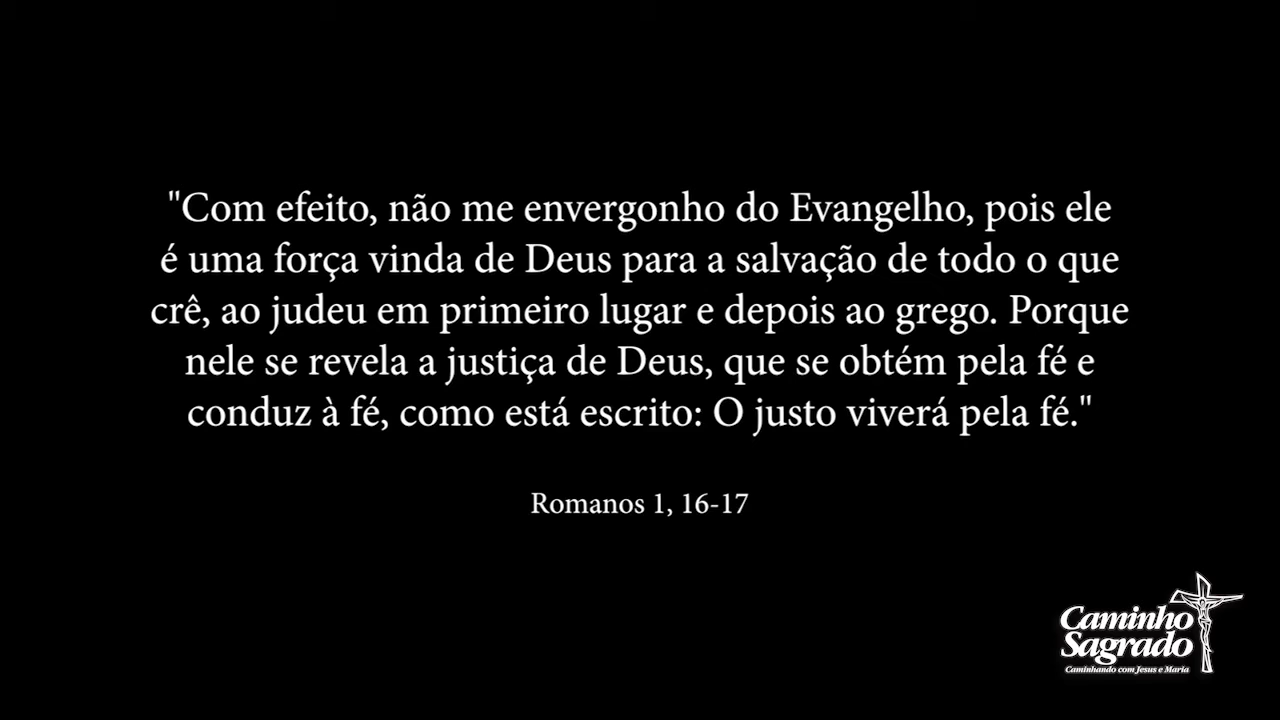 "Com efeito, não me envergonho do Evangelho, pois ele
é uma força vinda de Deus para a salvação de todo o que
crê, ao judeu em primeiro lugar e depois ao grego. Porque
nele se revela a justiça de Deus, que se obtém pela fé e
conduz à fé, como está escrito: O justo viverá pela fé."
Romanos 1, 16-17
Caminho
Sagrado
Caminhando com Jesus e Maria